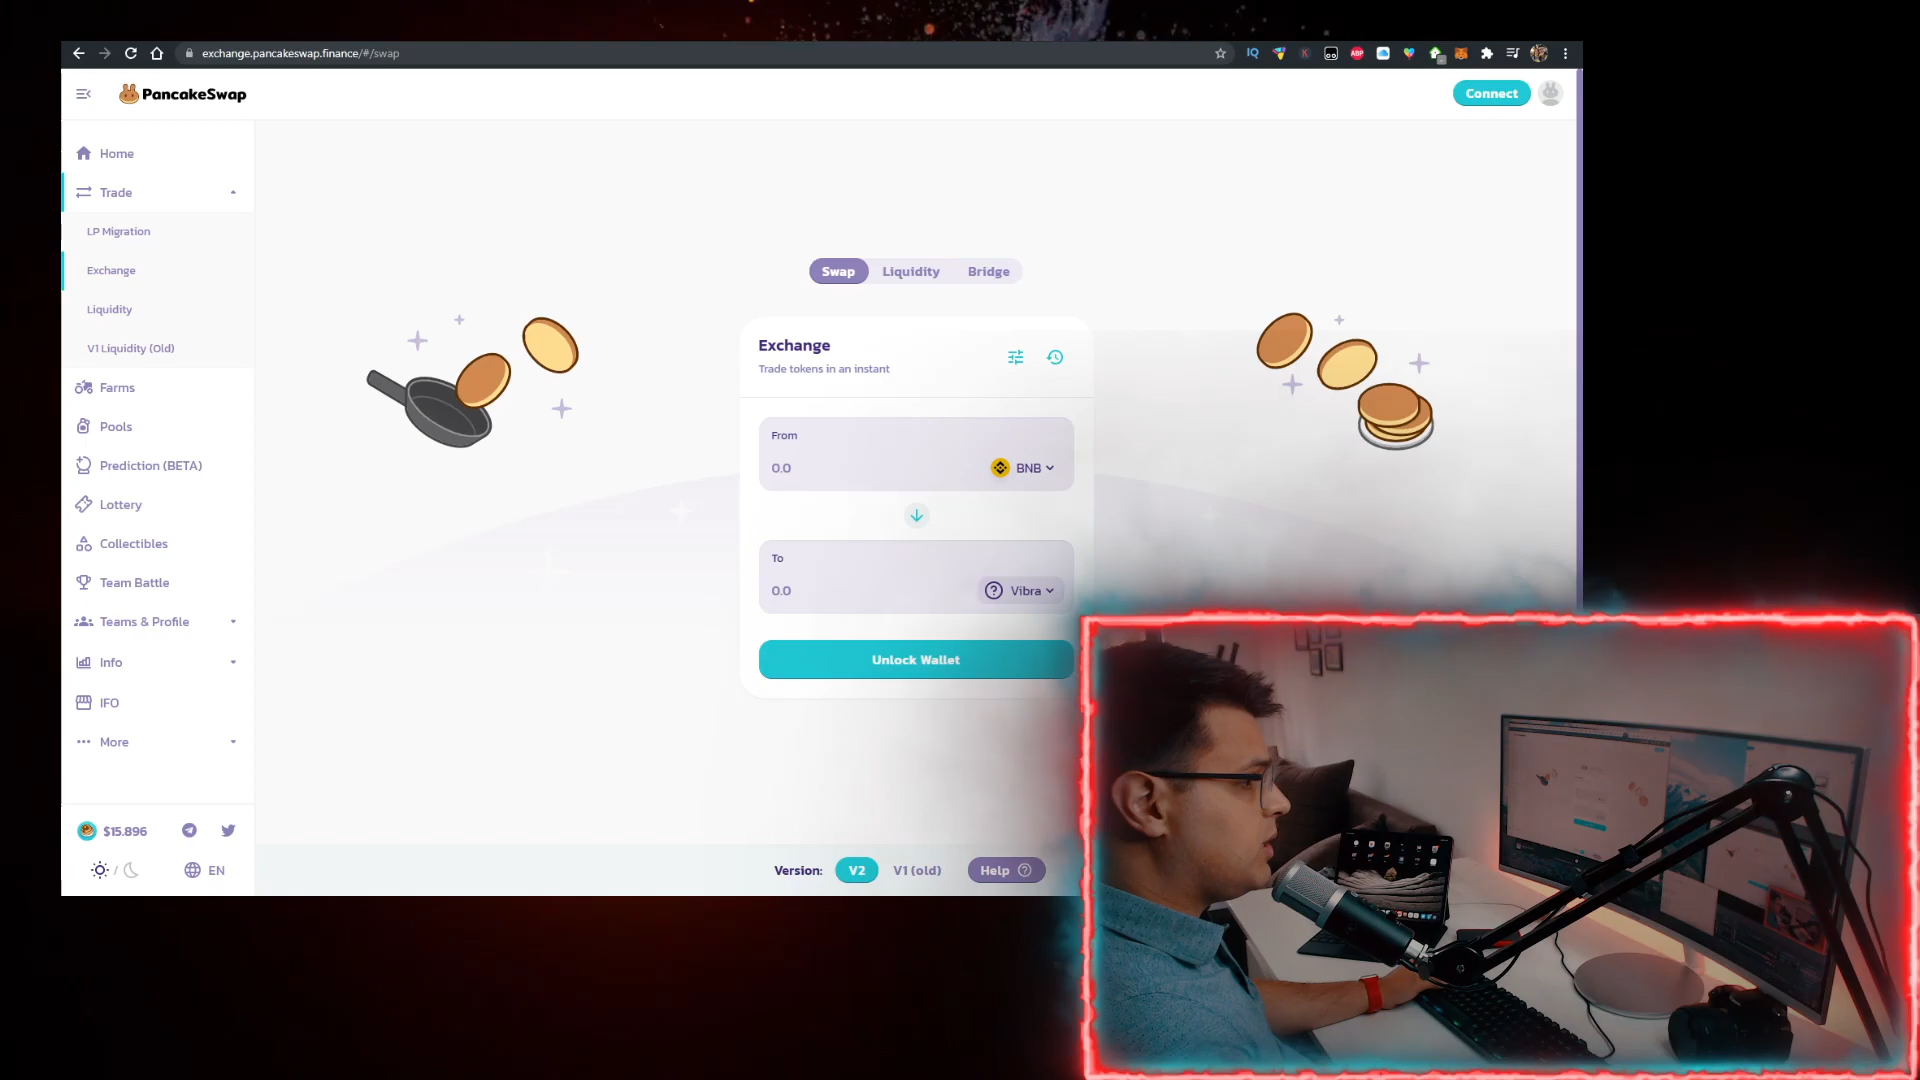 exchange.pancakeswap.finance/#/swap
IQ
K
ABP
PancakeSwap
Connect
Home
Trade
LP Migration
Exchange
Liquidity
V1 Liquidity (Old)
Farms
Pools
Prediction (BETA)
Lottery
Collectibles
Team Battle
Teams & Profile
Info
IFO
More
$15.896
/
EN
Swap Liquidity Bridge
Exchange
Trade tokens in an instant
From
0.0 BNB
To
0.0 ? Vibra
Unlock Wallet
Version: V2 V1 (old) Help ?